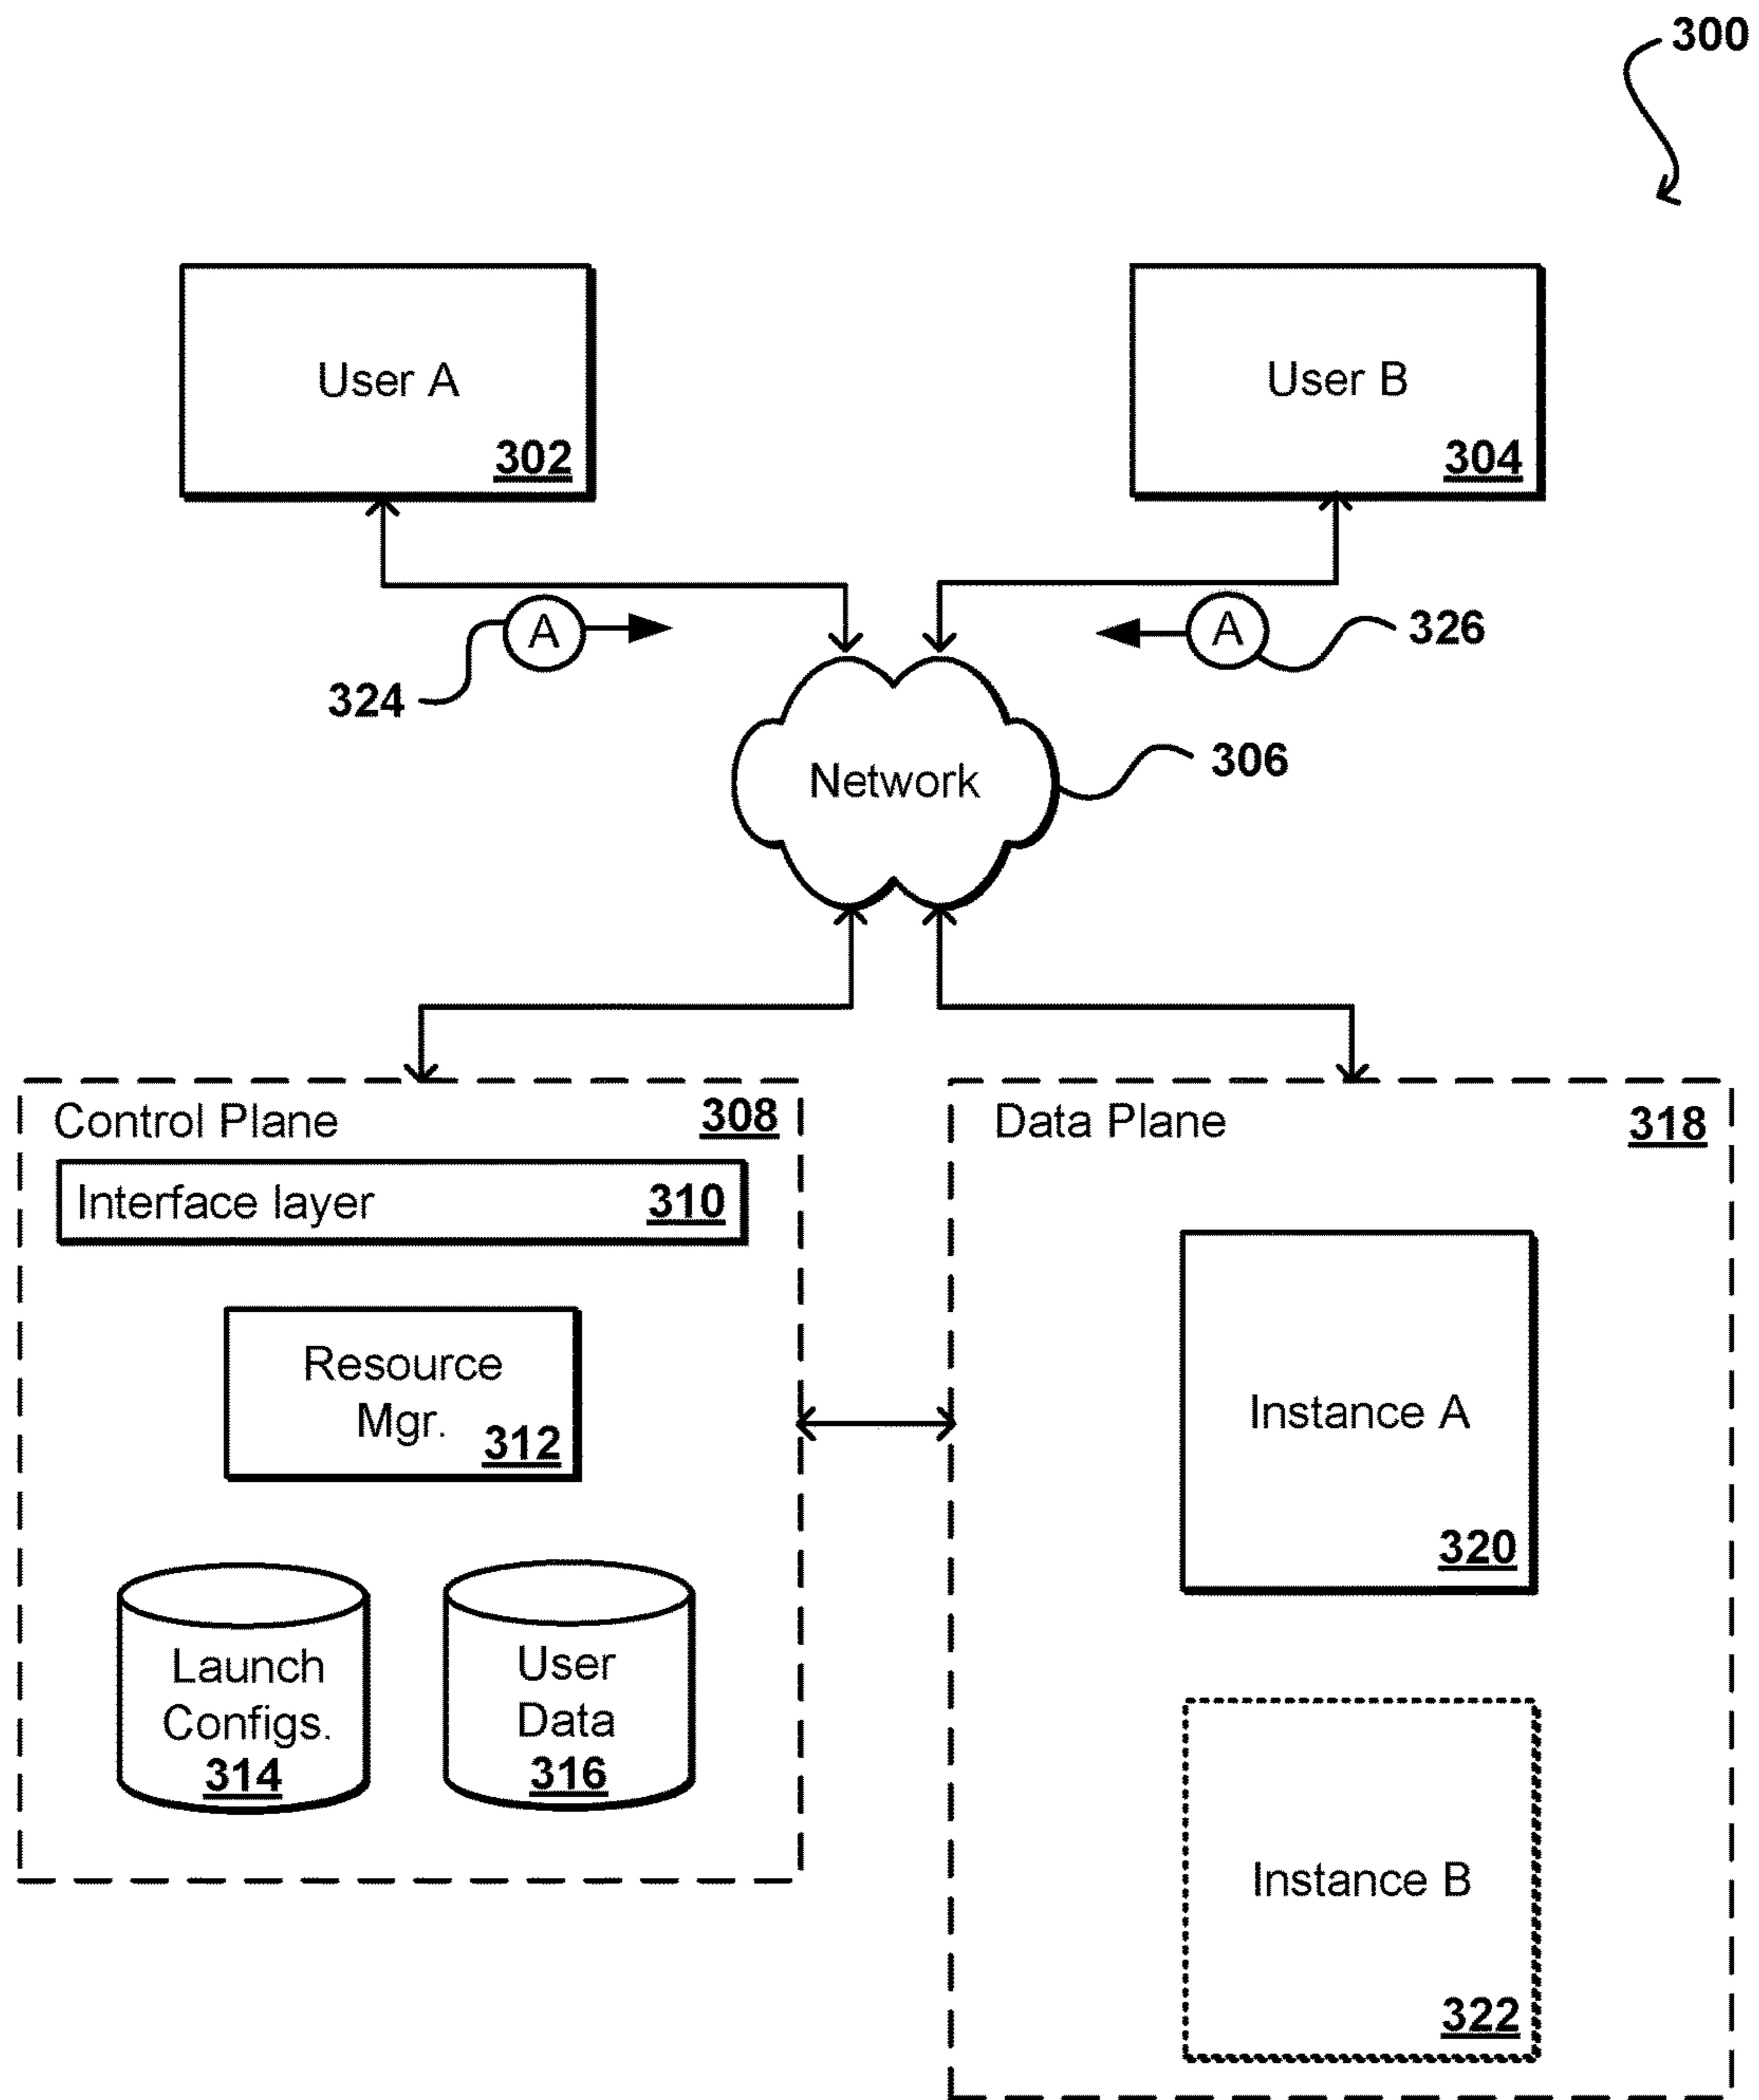 300
User A
302
User B
304
A
326
324
A
306
Network
Control Plane 308
Data Plane 318
Interface layer 310
Resource
Mgr. 312
Instance A
320
Launch
Configs.
314
User
Data
316
Instance B
322